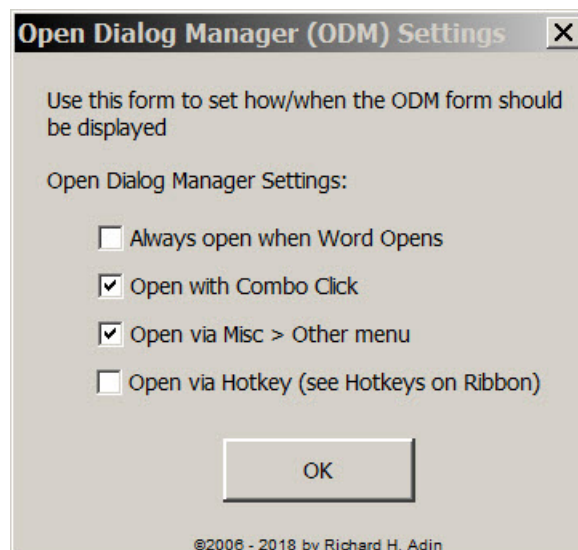 Open Dialog Manager (ODM) Settings
Use this form to set how/when the ODM form should
be displayed
Open Dialog Manager Settings:
Always open when Word Opens
Open with Combo Click
Open via Misc > Other menu
Open via Hotkey (see Hotkeys on Ribbon)
OK
©2006 - 2018 by Richard H. Adin